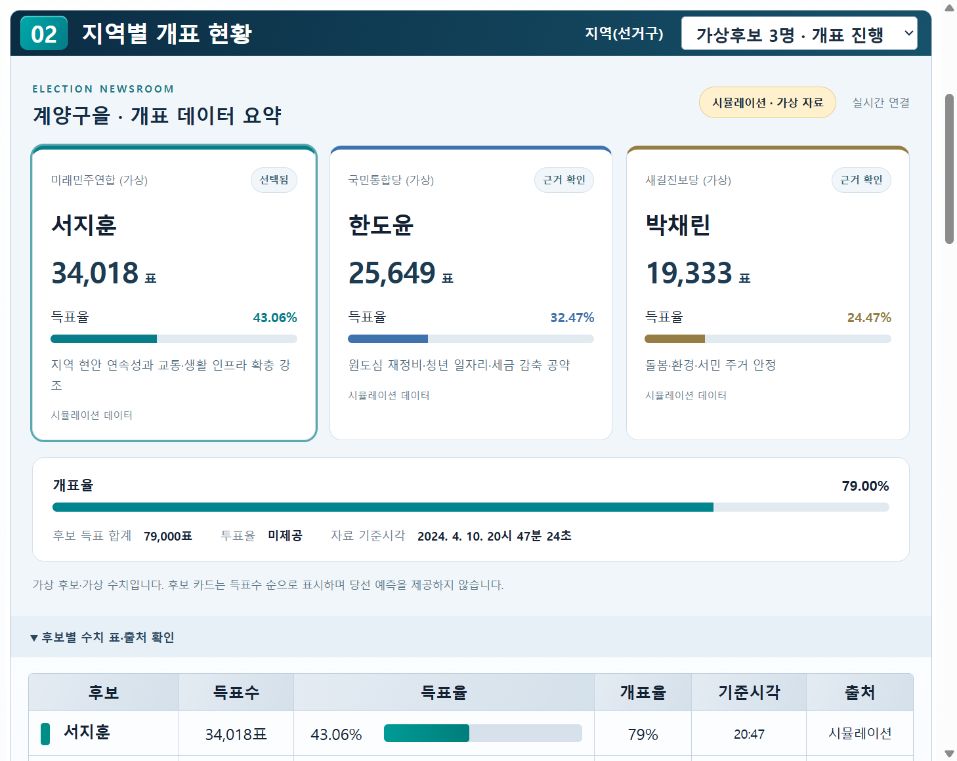 02 지역별 개표 현황 지역(선거구) 가상후보 3명 · 개표 진행
ELECTION NEWSROOM
계양구을 · 개표 데이터 요약
시뮬레이션 · 가상 자료 실시간 연결
미래민주연합 (가상) 선택됨
서지훈
34,018 표
득표율 43.06%
지역 현안 연속성과 교통·생활 인프라 확충 강
조
시뮬레이션 데이터
국민통합당 (가상) 근거 확인
한도윤
25,649 표
득표율 32.47%
원도심 재정비·청년 일자리·세금 감축 공약
시뮬레이션 데이터
새길진보당 (가상) 근거 확인
박채린
19,333 표
득표율 24.47%
돌봄·환경·서민 주거 안정
시뮬레이션 데이터
개표율 79.00%
후보 득표 합계 79,000표 투표율 미제공 자료 기준시각 2024. 4. 10. 20시 47분 24초
가상 후보·가상 수치입니다. 후보 카드는 득표수 순으로 표시하며 당선 예측을 제공하지 않습니다.
▼ 후보별 수치 표·출처 확인
후보 득표수 득표율 개표율 기준시각 출처
서지훈 34,018표 43.06% 79% 20:47 시뮬레이션